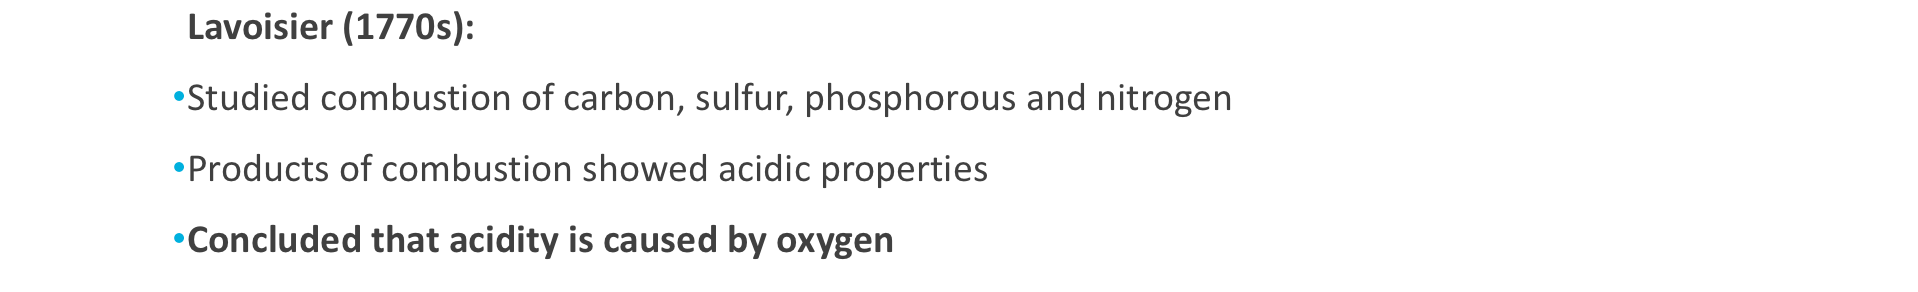 Lavoisier (1770s):
•Studied combustion of carbon, sulfur, phosphorous and nitrogen
•Products of combustion showed acidic properties
•Concluded that acidity is caused by oxygen